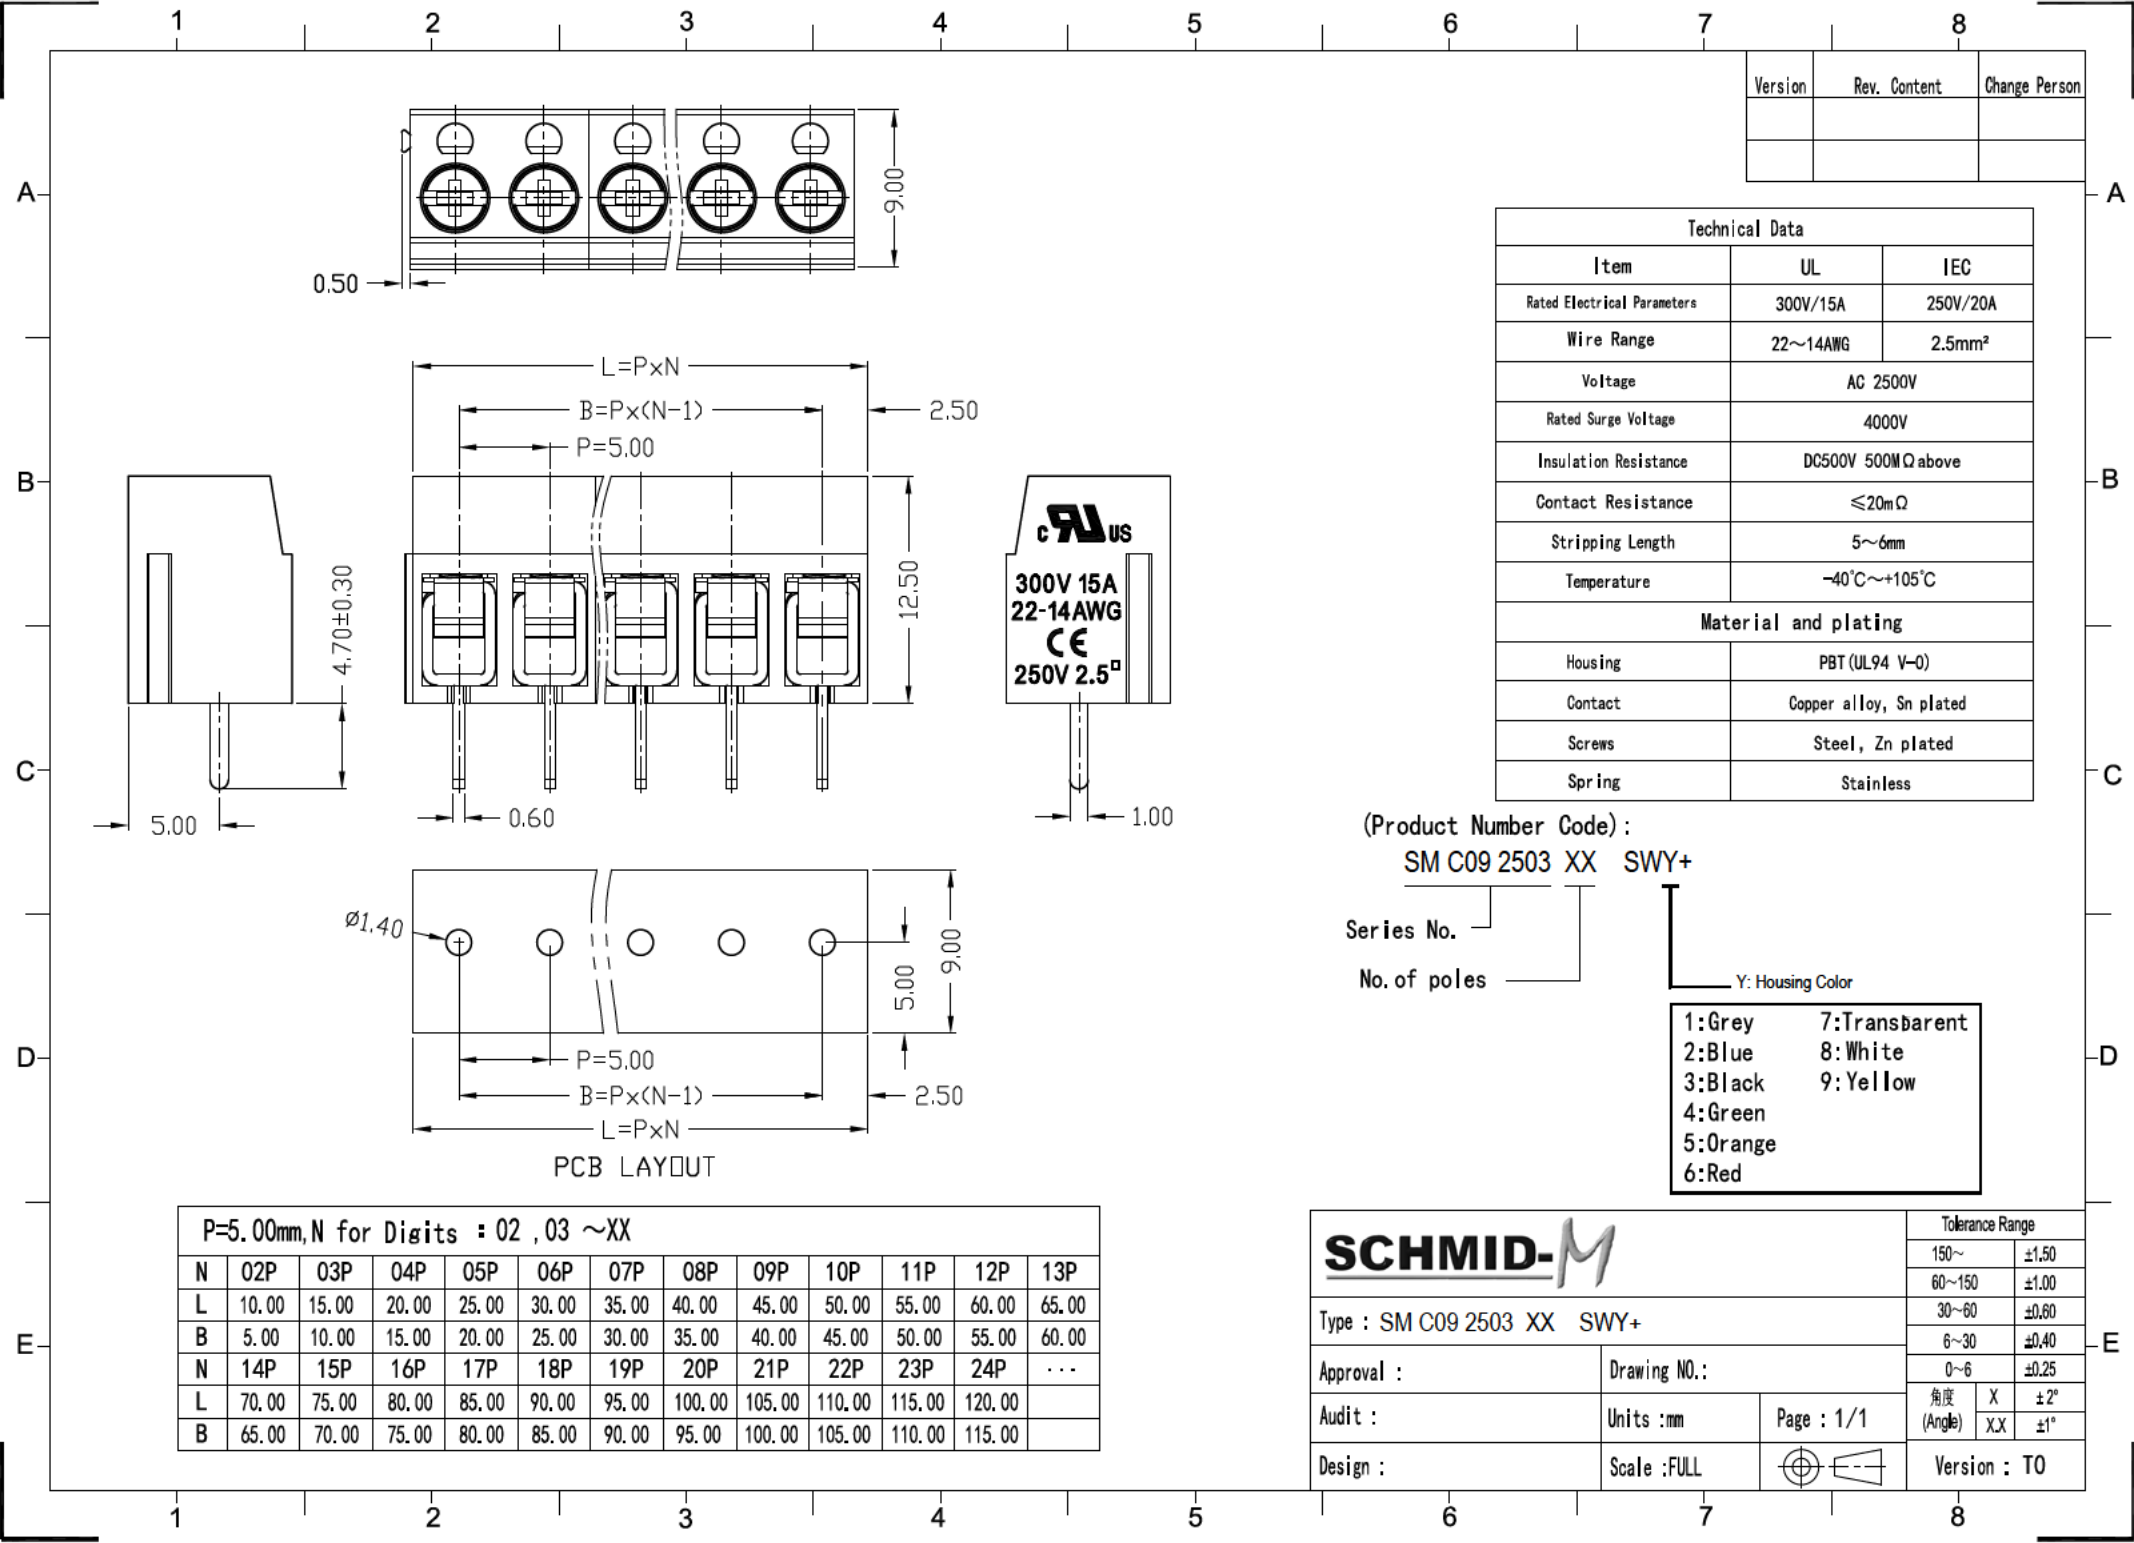 1 2 3 4 5 6 7 8
A
B
C
D
E
Version Rev. Content Change Person
0.50
9.00
L=PxN
B=Px(N-1)
2.50
P=5.00
4.70±0.30
12.50
5.00
0.60
1.00
c US
300V 15A
22-14AWG
CE
250V 2.5□
Ø1.40
5.00
9.00
P=5.00
B=Px(N-1)
2.50
L=PxN
PCB LAYOUT
Technical Data
Item UL IEC
Rated Electrical Parameters 300V/15A 250V/20A
Wire Range 22～14AWG 2.5mm²
Voltage AC 2500V
Rated Surge Voltage 4000V
Insulation Resistance DC500V 500MΩabove
Contact Resistance ≤20mΩ
Stripping Length 5～6mm
Temperature -40℃～+105℃
Material and plating
Housing PBT(UL94 V-0)
Contact Copper alloy, Sn plated
Screws Steel, Zn plated
Spring Stainless
(Product Number Code):
SM C09 2503 XX SWY+
Series No.
No. of poles
Y: Housing Color
1:Grey 7:Transparent
2:Blue 8:White
3:Black 9:Yellow
4:Green
5:Orange
6:Red
P=5.00mm,N for Digits : 02 ,03 ～XX
N 02P 03P 04P 05P 06P 07P 08P 09P 10P 11P 12P 13P
L 10.00 15.00 20.00 25.00 30.00 35.00 40.00 45.00 50.00 55.00 60.00 65.00
B 5.00 10.00 15.00 20.00 25.00 30.00 35.00 40.00 45.00 50.00 55.00 60.00
N 14P 15P 16P 17P 18P 19P 20P 21P 22P 23P 24P ...
L 70.00 75.00 80.00 85.00 90.00 95.00 100.00 105.00 110.00 115.00 120.00
B 65.00 70.00 75.00 80.00 85.00 90.00 95.00 100.00 105.00 110.00 115.00
SCHMID-M
Type : SM C09 2503 XX SWY+
Approval : Drawing NO.:
Audit : Units :mm Page : 1/1
Design : Scale :FULL
Tolerance Range
150～ ±1.50
60～150 ±1.00
30～60 ±0.60
6～30 ±0.40
0～6 ±0.25
角度 X ±2°
(Angle) X.X ±1°
Version : T0
A
B
C
D
E
1 2 3 4 5 6 7 8